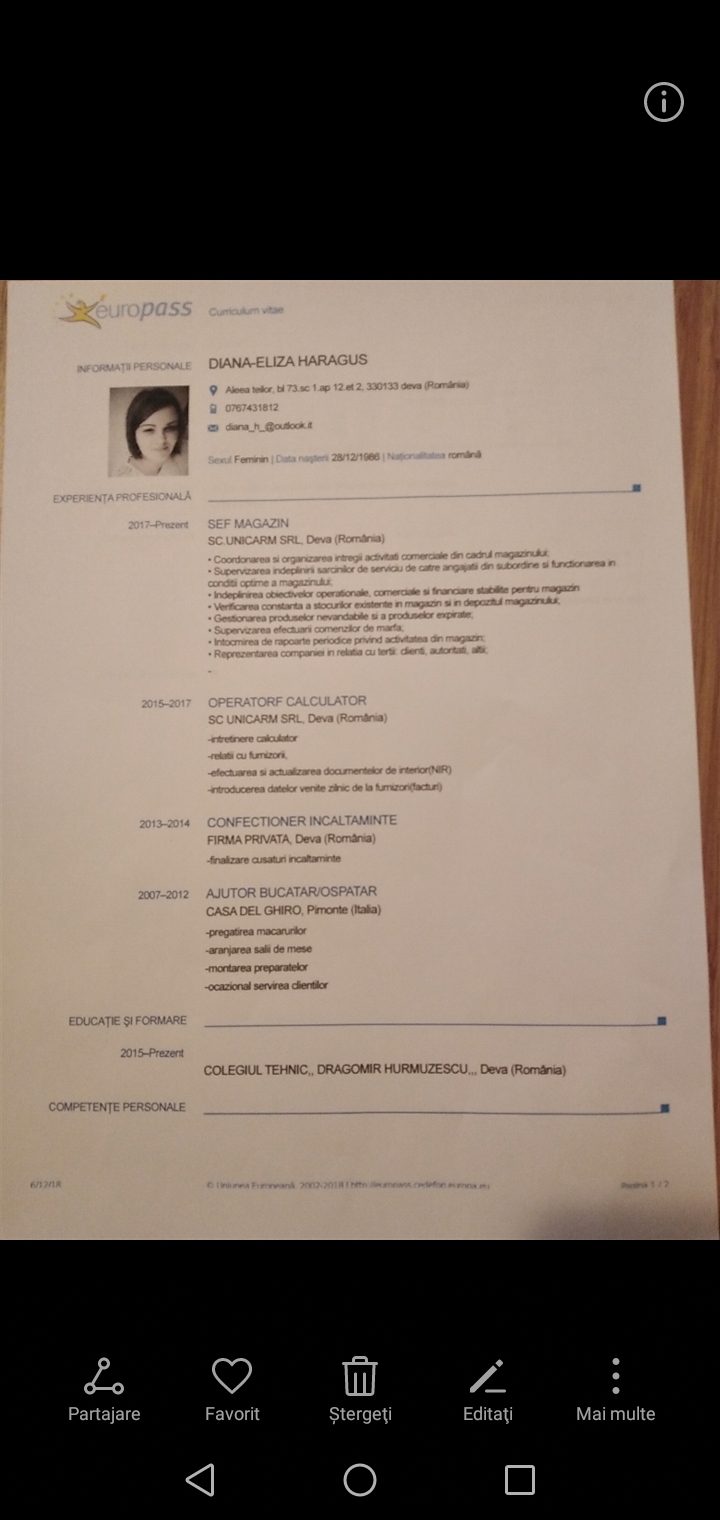 europass
Curriculum vitae
INFORMAȚII PERSONALE
DIANA-ELIZA HARAGUS
Aleea teilor, bl 73.sc 1.ap 12.et 2, 330133 deva (România)
0767431812
diana_h_@outlook.it
Sexul Feminin | Data nașterii 28/12/1986 | Naționalitatea română
EXPERIENȚA PROFESIONALĂ
2017–Prezent
SEF MAGAZIN
SC.UNICARM SRL, Deva (România)
• Coordonarea si organizarea intregii activitati comerciale din cadrul magazinului;
• Supervizarea indeplinirii sarcinilor de serviciu de catre angajatii din subordine si functionarea in
conditii optime a magazinului;
• Indeplinirea obiectivelor operationale, comerciale si financiare stabilite pentru magazin
• Verificarea constanta a stocurilor existente in magazin si in depozitul magazinului;
• Gestionarea produselor nevandabile si a produselor expirate;
• Supervizarea efectuarii comenzilor de marfa;
• Intocmirea de rapoarte periodice privind activitatea din magazin;
• Reprezentarea companiei in relatia cu tertii: clienti, autoritati, altii;
-
2015–2017
OPERATORF CALCULATOR
SC UNICARM SRL, Deva (România)
-intretinere calculator
-relatii cu furnizorii,
-efectuarea si actualizarea documentelor de interior(NIR)
-introducerea datelor venite zilnic de la furnizori(facturi)
2013–2014
CONFECTIONER INCALTAMINTE
FIRMA PRIVATA, Deva (România)
-finalizare cusaturi incaltaminte
2007–2012
AJUTOR BUCATAR/OSPATAR
CASA DEL GHIRO, Pimonte (Italia)
-pregatirea macarurilor
-aranjarea salii de mese
-montarea preparatelor
-ocazional servirea clientilor
EDUCAȚIE ȘI FORMARE
2015–Prezent
COLEGIUL TEHNIC,, DRAGOMIR HURMUZESCU,,, Deva (România)
COMPETENȚE PERSONALE
6/12/18
© Uniunea Europeană, 2002-2018 | http://europass.cedefop.europa.eu
Pagina 1 / 2
Partajare
Favorit
Ștergeți
Editați
Mai multe